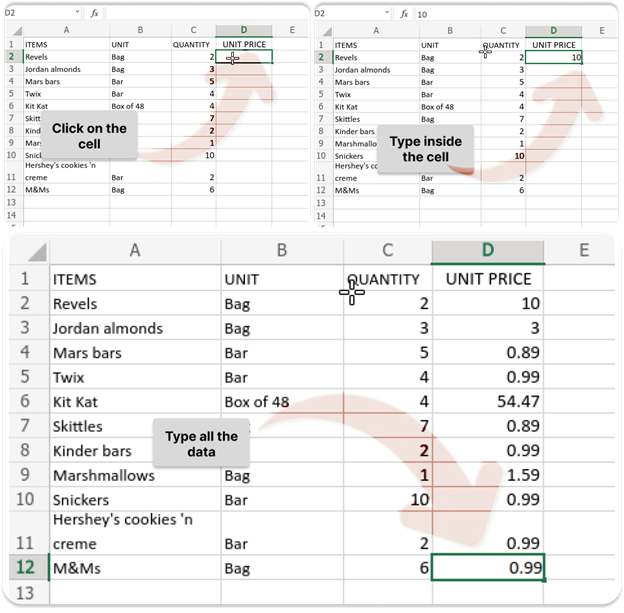 D2 fx
A B C D E
1 ITEMS UNIT QUANTITY UNIT PRICE
2 Revels Bag 2
3 Jordan almonds Bag 3
4 Mars bars Bag 5
5 Twix Bar 4
6 Kit Kat Box of 48 4
7 Skitt 7
8 Kind 2
9 Mars 1
10 Snic 10
Hershey's cookies 'n
11 creme Bar 2
12 M&Ms Bag 6
13
14
15
Click on the
cell
D2 fx 10
A B C D E
1 ITEMS UNIT QUANTITY UNIT PRICE
2 Revels Bag 2 10
3 Jordan almonds Bag 3
4 Mars bars Bag 5
5 Twix Bar 4
6 Kit Kat Box of 48 4
7 Skittles Bag 7
8 Kinder bars 2
9 Marshmallo 1
10 Snickers 10
Hershey's co
11 creme Bar 2
12 M&Ms Bag 6
13
14
Type inside
the cell
A B C D E
1 ITEMS UNIT QUANTITY UNIT PRICE
2 Revels Bag 2 10
3 Jordan almonds Bag 3 3
4 Mars bars Bar 5 0.89
5 Twix Bar 4 0.99
6 Kit Kat Box of 48 4 54.47
7 Skittles 7 0.89
8 Kinder bars 2 0.99
9 Marshmallows Bag 1 1.59
10 Snickers Bar 10 0.99
Hershey's cookies 'n
11 creme Bar 2 0.99
12 M&Ms Bag 6 0.99
13
Type all the
data